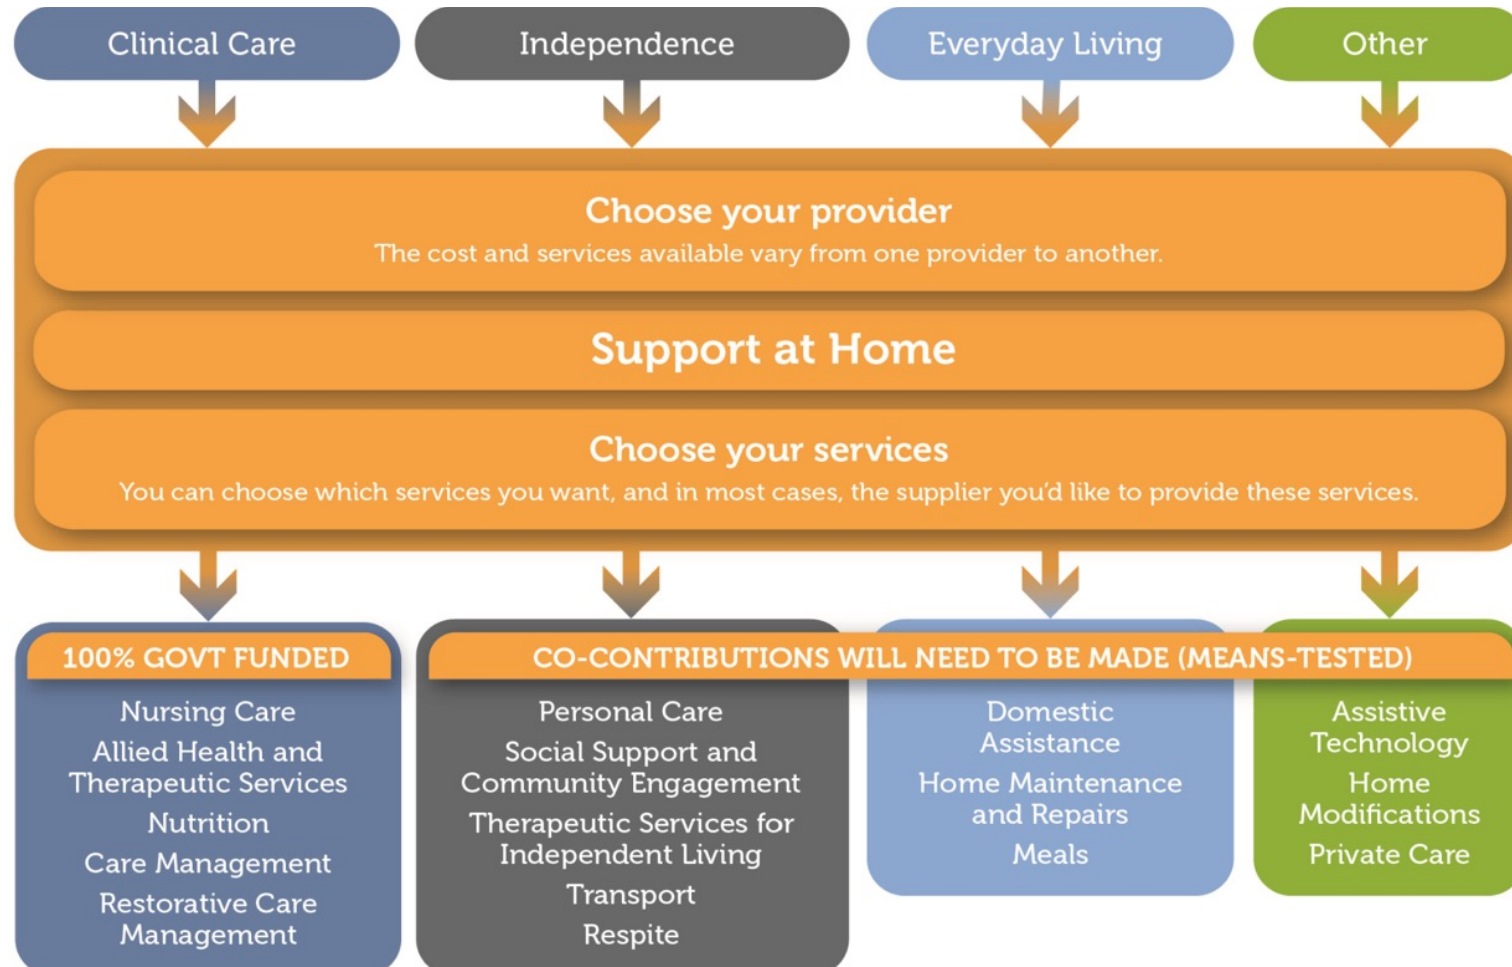 Clinical Care
Independence
Everyday Living
Other
Choose your provider
The cost and services available vary from one provider to another.
Support at Home
Choose your services
You can choose which services you want, and in most cases, the supplier you’d like to provide these services.
100% GOVT FUNDED
Nursing Care
Allied Health and
Therapeutic Services
Nutrition
Care Management
Restorative Care
Management
CO-CONTRIBUTIONS WILL NEED TO BE MADE (MEANS-TESTED)
Personal Care
Social Support and
Community Engagement
Therapeutic Services for
Independent Living
Transport
Respite
Domestic
Assistance
Home Maintenance
and Repairs
Meals
Assistive
Technology
Home
Modifications
Private Care